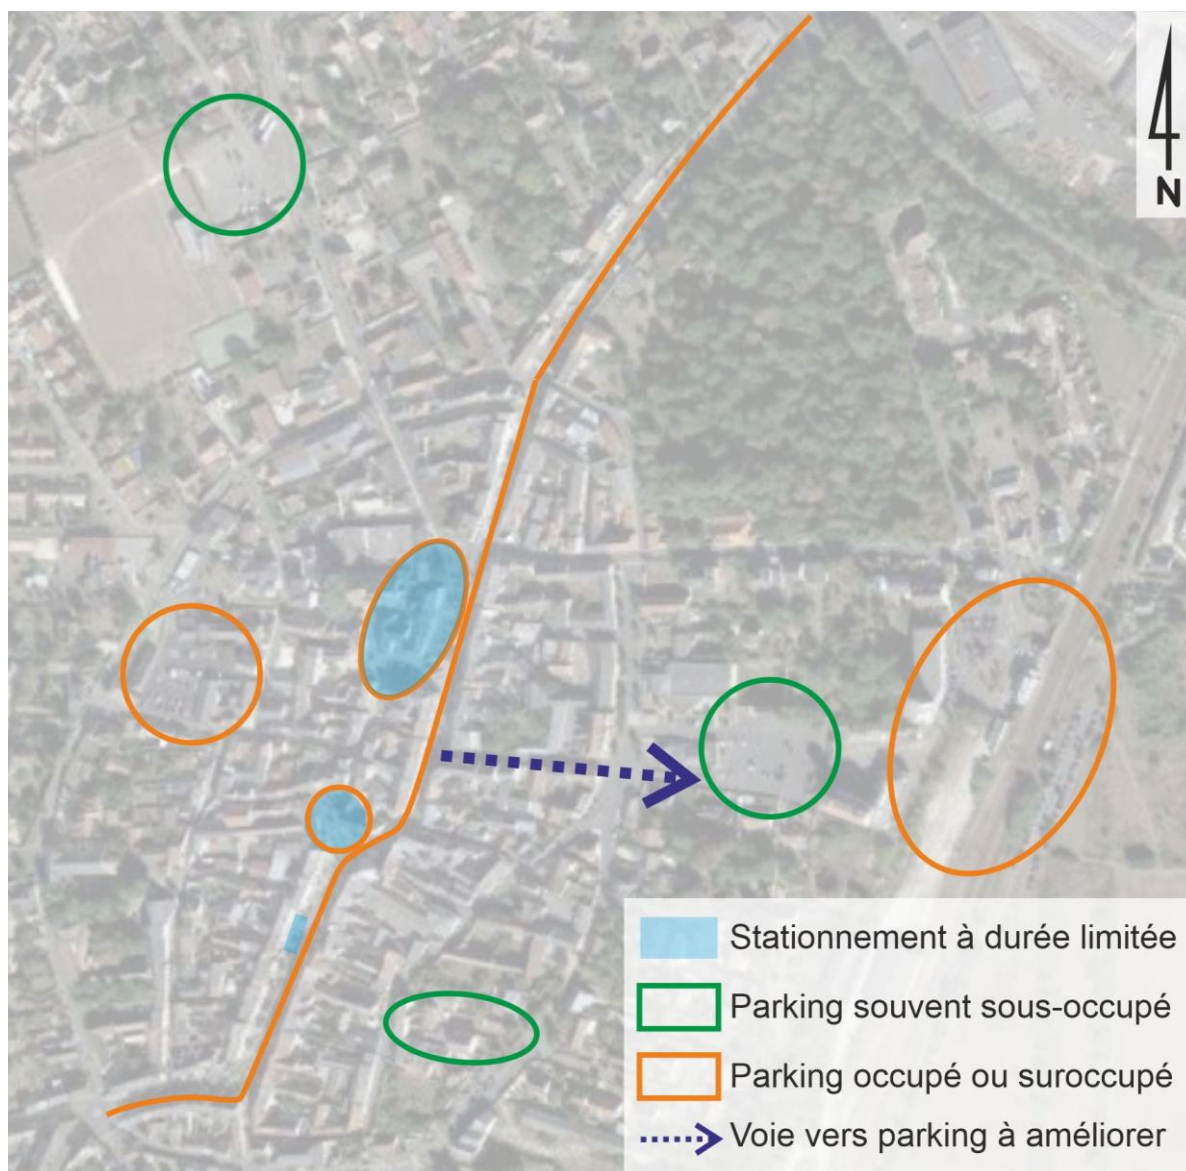 N
Stationnement à durée limitée
Parking souvent sous-occupé
Parking occupé ou suroccupé
Voie vers parking à améliorer